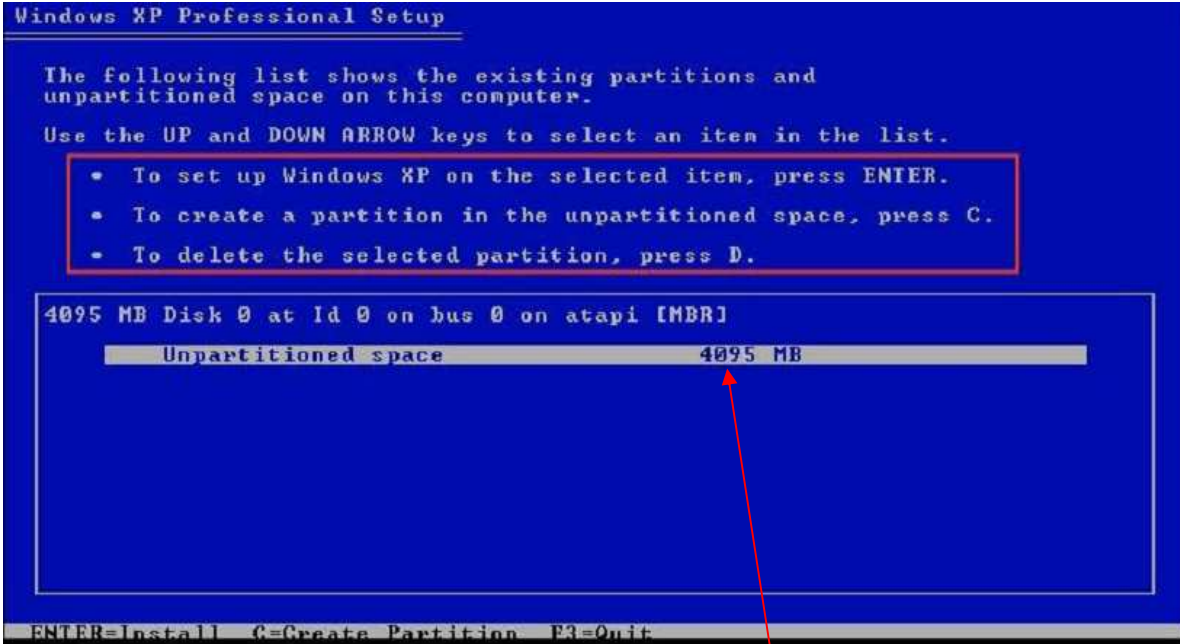 Windows XP Professional Setup
The following list shows the existing partitions and
unpartitioned space on this computer.
Use the UP and DOWN ARROW keys to select an item in the list.
• To set up Windows XP on the selected item, press ENTER.
• To create a partition in the unpartitioned space, press C.
• To delete the selected partition, press D.
4095 MB Disk 0 at Id 0 on bus 0 on atapi [MBR]
Unpartitioned space 4095 MB
ENTER=Install C=Create Partition F3=Quit